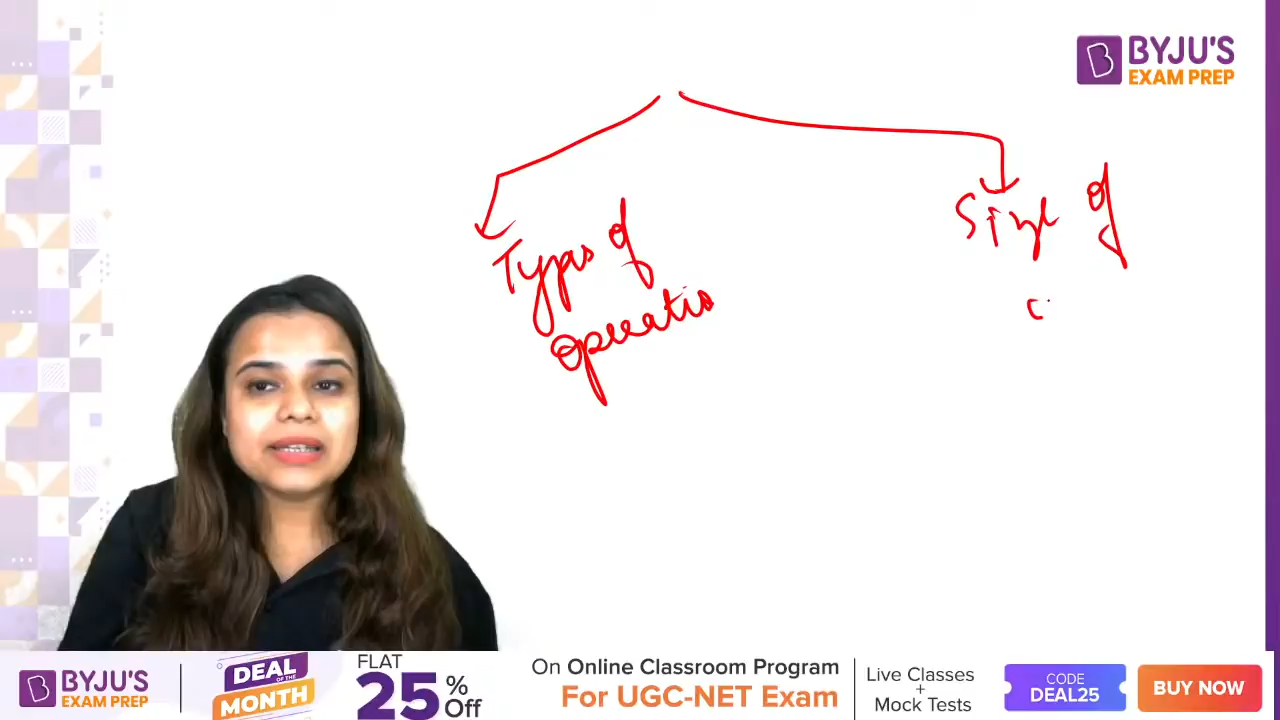 BYJU'S
EXAM PREP
Types of
operatio
Size of
BYJU'S
EXAM PREP
DEAL
OF THE
MONTH
FLAT
25% Off
On Online Classroom Program
For UGC-NET Exam
Live Classes
+
Mock Tests
CODE
DEAL25
BUY NOW